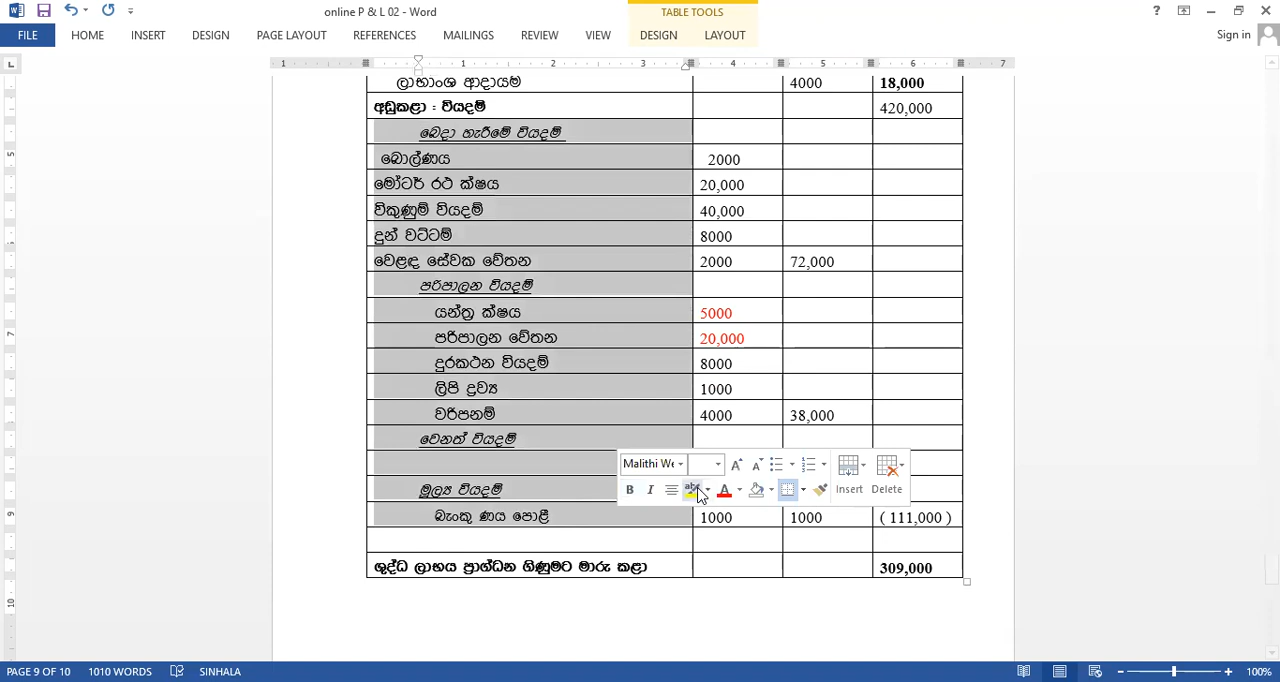 online P & L 02 - Word
TABLE TOOLS
FILE HOME INSERT DESIGN PAGE LAYOUT REFERENCES MAILINGS REVIEW VIEW DESIGN LAYOUT Sign in
ලාභාංශ ආදායම 4000 18,000
අඩුකළා : වියදම් 420,000
බෙදා හැරීමේ වියදම්
බොල්ණය 2000
මෝටර් රථ ක්ෂය 20,000
විකුණුම් වියදම් 40,000
දුන් වට්ටම් 8000
වෙළඳ සේවක වේතන 2000 72,000
පරිපාලන වියදම්
යන්ත්‍ර ක්ෂය 5000
පරිපාලන වේතන 20,000
දුරකථන වියදම් 8000
ලිපි ද්‍රව්‍ය 1000
වරිපනම් 4000 38,000
වෙනත් වියදම්
Malithi We
Insert Delete
මූල්‍ය වියදම්
බැංකු ණය පොළී 1000 1000 ( 111,000 )
ශුද්ධ ලාභය ප්‍රාග්ධන ගිණුමට මාරු කළා 309,000
PAGE 9 OF 10 1010 WORDS SINHALA 100%